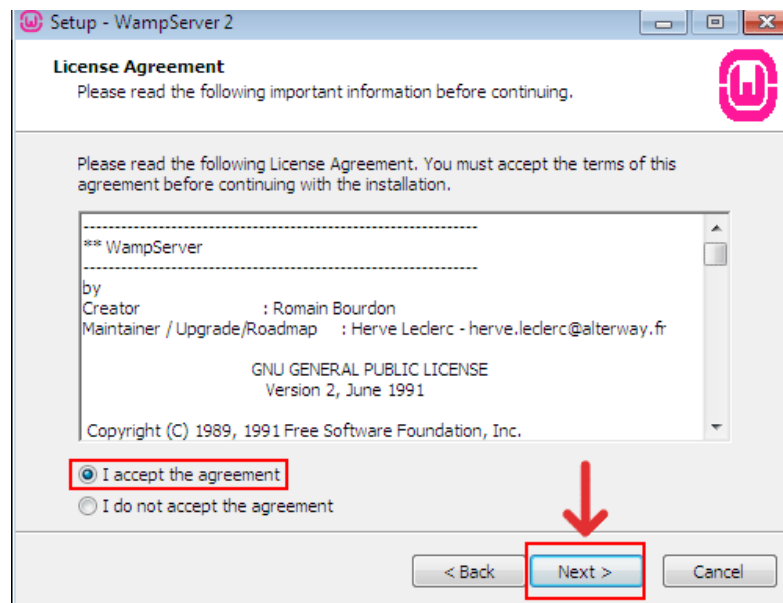 Setup - WampServer 2
License Agreement
Please read the following important information before continuing.
Please read the following License Agreement. You must accept the terms of this
agreement before continuing with the installation.
------------------------------------------------------------------
** WampServer
------------------------------------------------------------------
by
Creator : Romain Bourdon
Maintainer / Upgrade/Roadmap : Herve Leclerc - herve.leclerc@alterway.fr
GNU GENERAL PUBLIC LICENSE
Version 2, June 1991
Copyright (C) 1989, 1991 Free Software Foundation, Inc.
I accept the agreement
I do not accept the agreement
< Back Next > Cancel